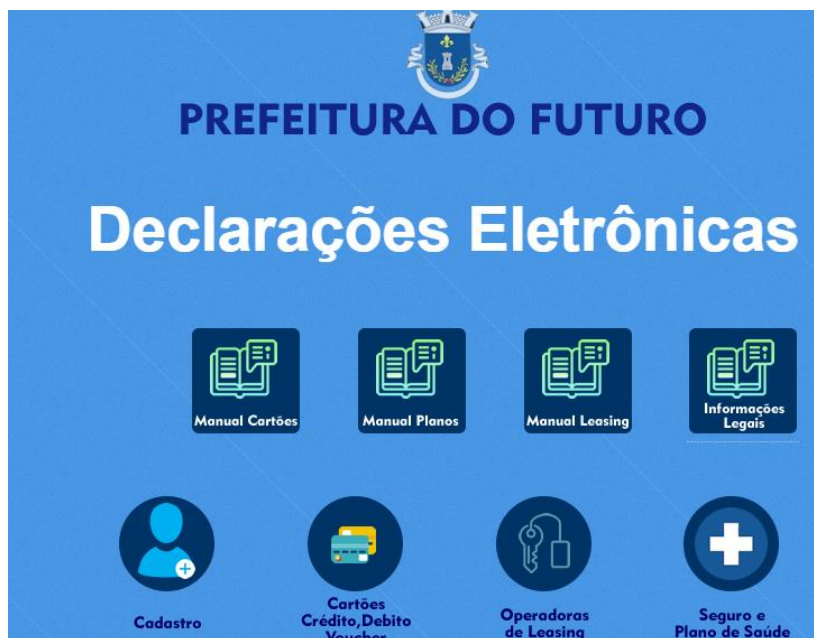 PREFEITURA DO FUTURO
Declarações Eletrônicas
Manual Cartões
Manual Planos
Manual Leasing
Informações
Legais
Cadastro
Cartões
Crédito,Debito
Voucher
Operadoras
de Leasing
Seguro e
Plano de Saúde